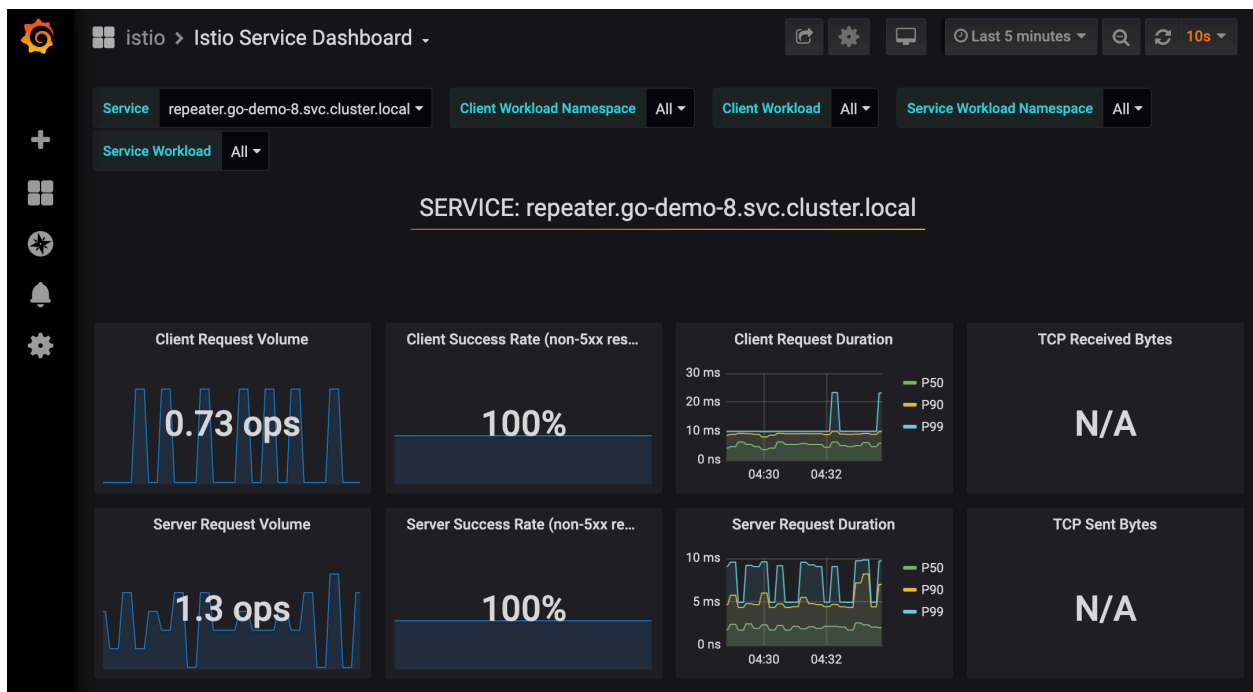 istio > Istio Service Dashboard
Last 5 minutes
10s
Service repeater.go-demo-8.svc.cluster.local
Client Workload Namespace All
Client Workload All
Service Workload Namespace All
Service Workload All
SERVICE: repeater.go-demo-8.svc.cluster.local
Client Request Volume
0.73 ops
Client Success Rate (non-5xx res...
100%
Client Request Duration
30 ms
20 ms
10 ms
0 ns
04:30 04:32
P50
P90
P99
TCP Received Bytes
N/A
Server Request Volume
1.3 ops
Server Success Rate (non-5xx re...
100%
Server Request Duration
10 ms
5 ms
0 ns
04:30 04:32
P50
P90
P99
TCP Sent Bytes
N/A